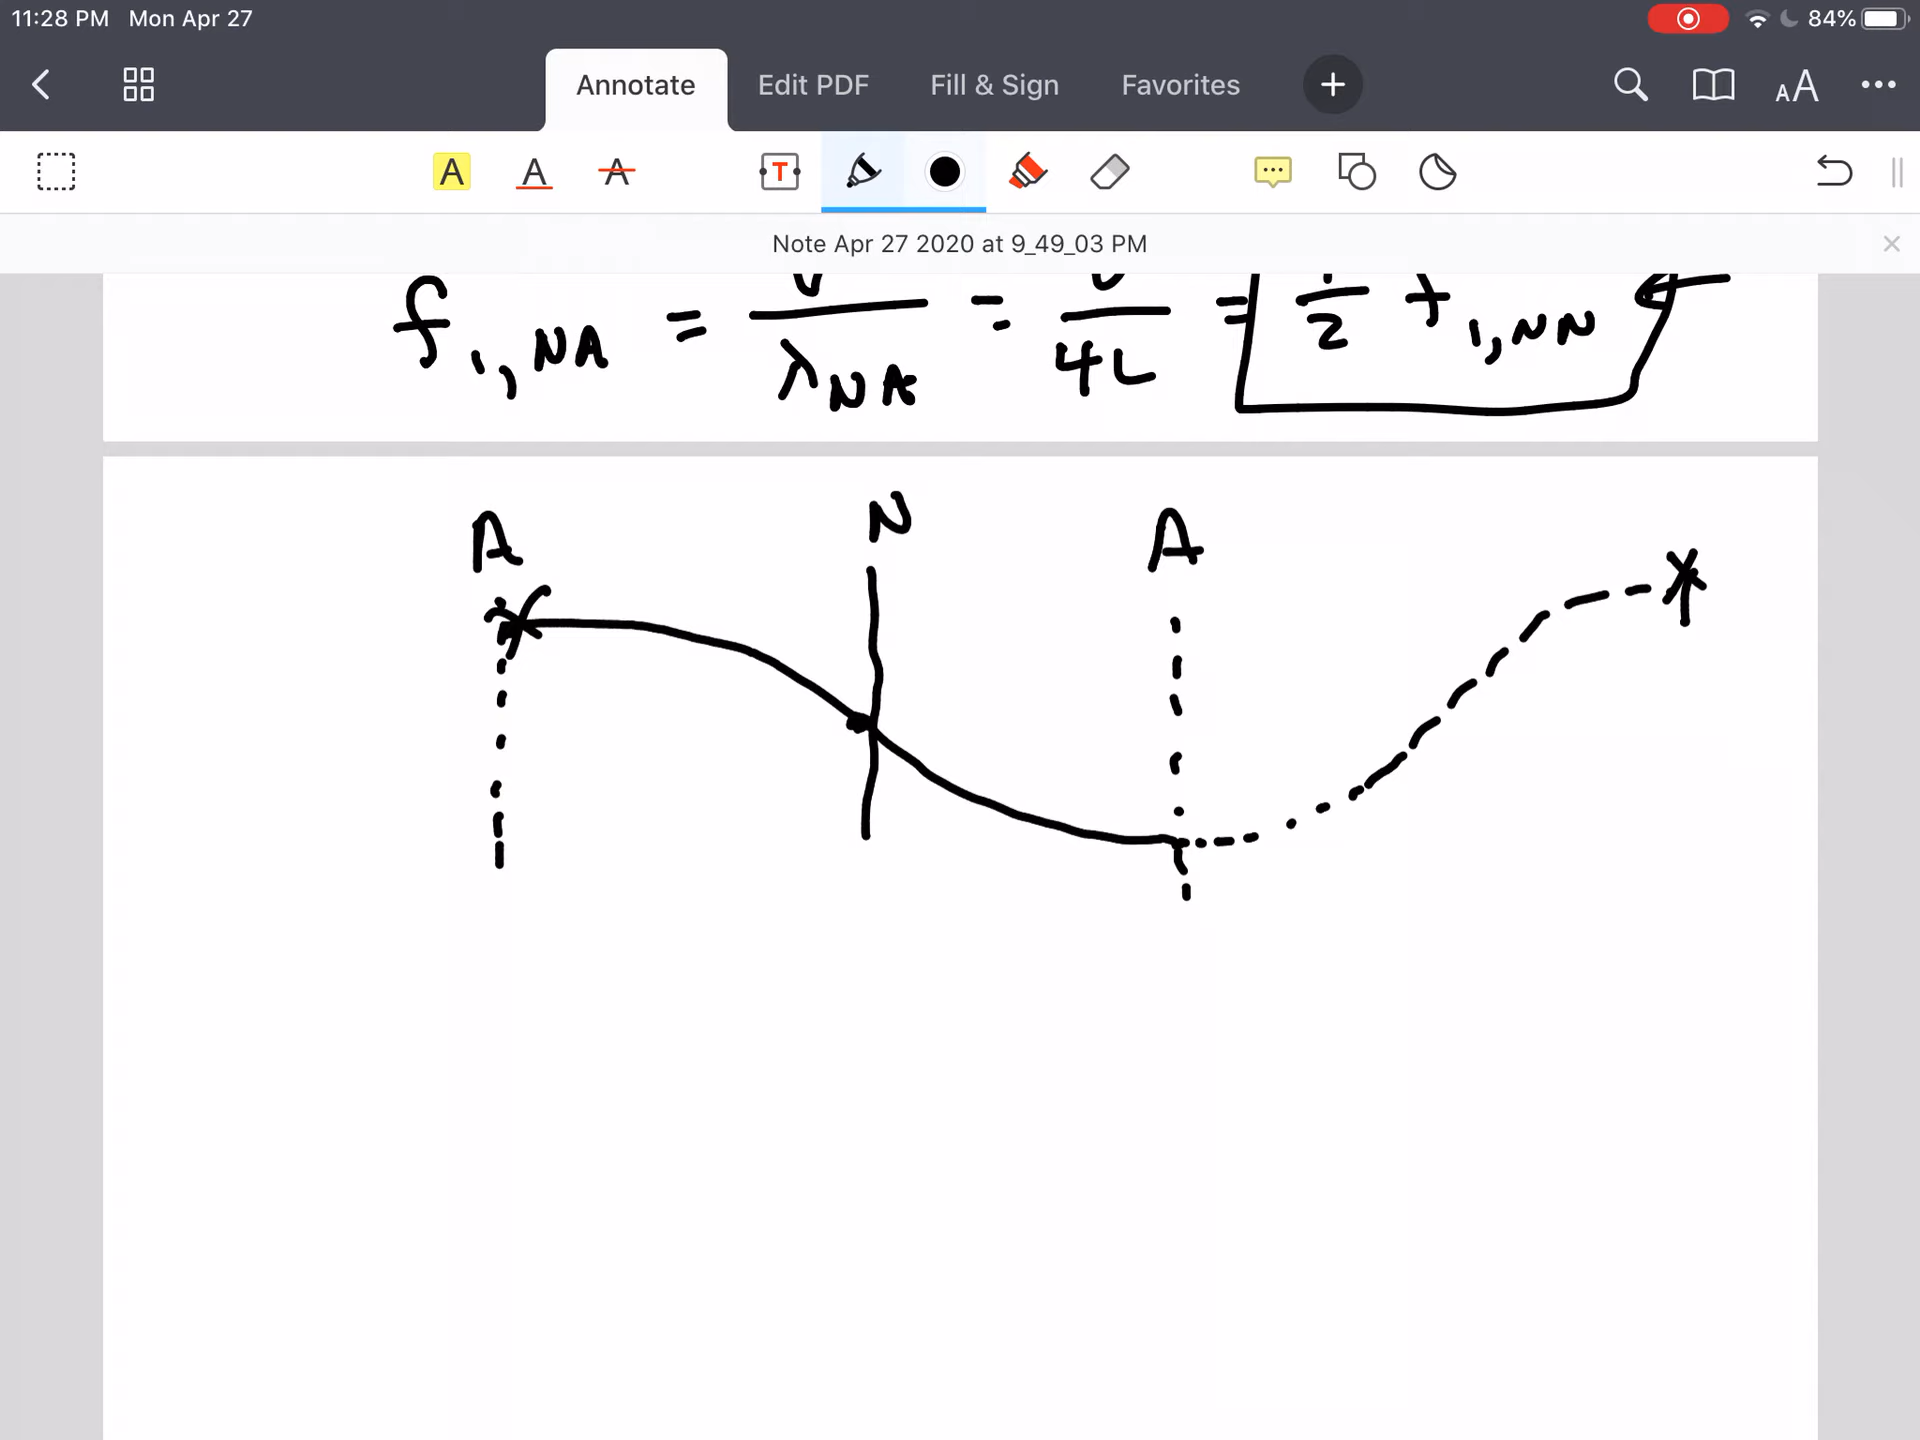 11:28 PM Mon Apr 27 84%
Annotate Edit PDF Fill & Sign Favorites
A A A T AA
Note Apr 27 2020 at 9_49_03 PM
f1,NA = v/λNA = v/4L = 1/2 f1,NN
A N A